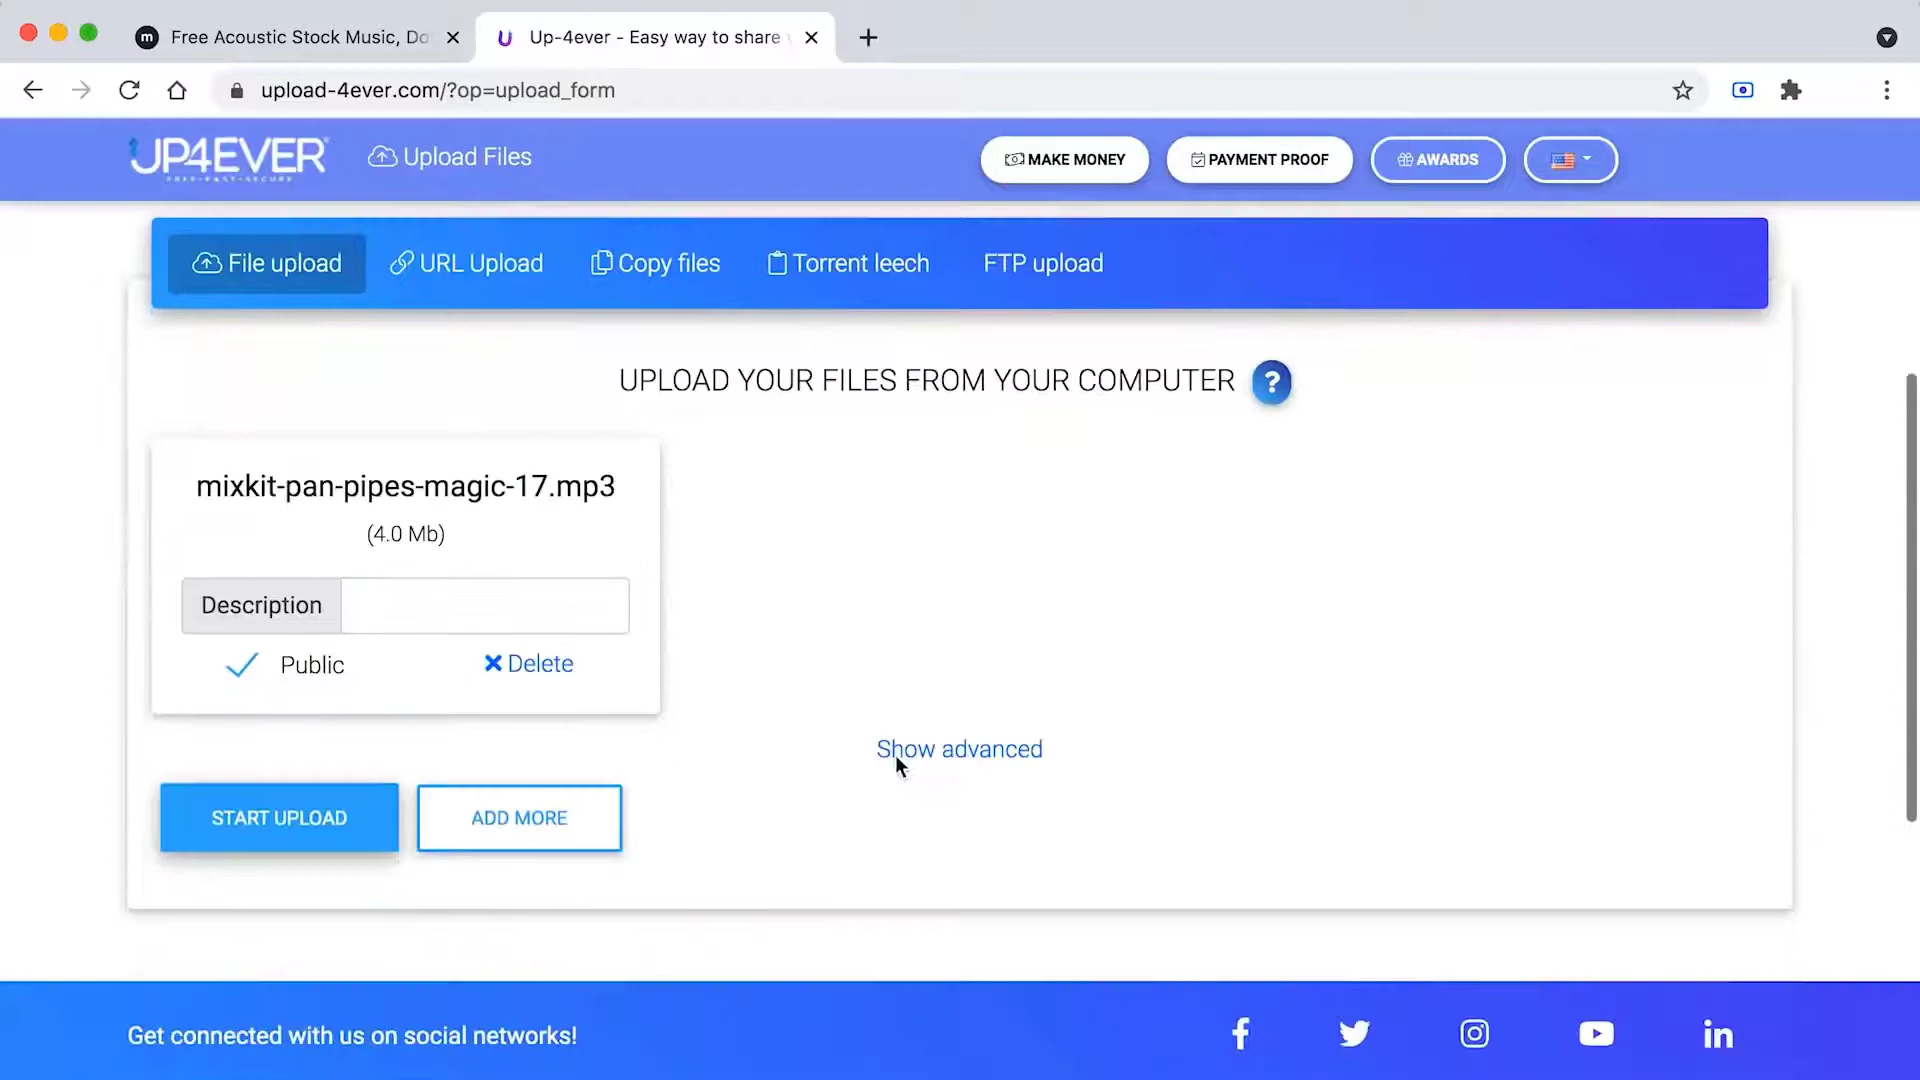 Free Acoustic Stock Music, Do
Up-4ever - Easy way to share
upload-4ever.com/?op=upload_form
UP4EVER
FREE-FAST-SECURE
Upload Files
MAKE MONEY
PAYMENT PROOF
AWARDS
File upload
URL Upload
Copy files
Torrent leech
FTP upload
UPLOAD YOUR FILES FROM YOUR COMPUTER ?
mixkit-pan-pipes-magic-17.mp3
(4.0 Mb)
Description
Public
Delete
Show advanced
START UPLOAD
ADD MORE
Get connected with us on social networks!